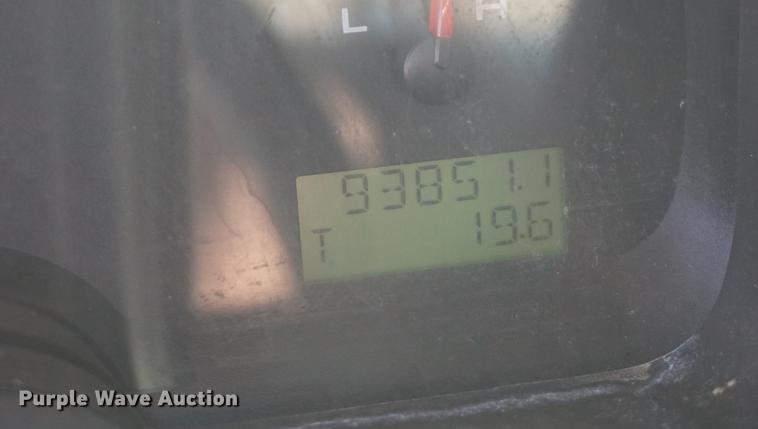 L H
93851.1
T 19.6
Purple Wave Auction